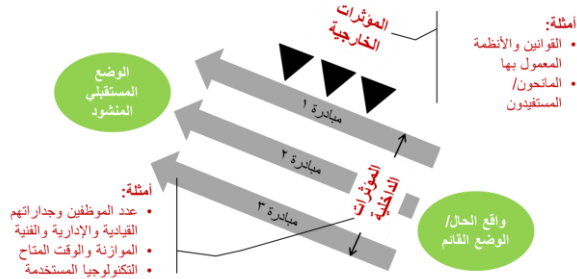 المؤثرات
الخارجية
أمثلة:
• القوانين والأنظمة
المعمول بها
• المانحون/
المستفيدون
الوضع
المستقبلي
المنشود
مبادرة ١
مبادرة ٢
مبادرة ٣
المؤثرات
الداخلية
واقع الحال/
الوضع القائم
أمثلة:
• عدد الموظفين وجداراتهم
القيادية والإدارية والفنية
• الموازنة والوقت المتاح
• التكنولوجيا المستخدمة